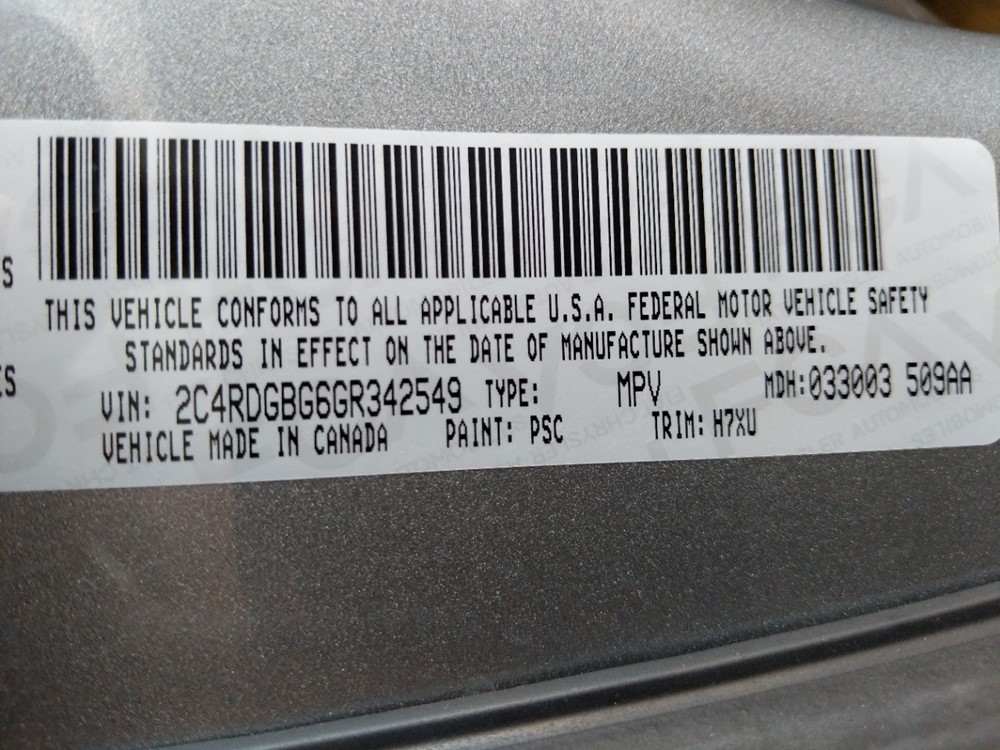 THIS VEHICLE CONFORMS TO ALL APPLICABLE U.S.A. FEDERAL MOTOR VEHICLE SAFETY
STANDARDS IN EFFECT ON THE DATE OF MANUFACTURE SHOWN ABOVE.
VIN: 2C4RDGBG6GR342549 TYPE: MPV MDH:033003 509AA
VEHICLE MADE IN CANADA PAINT: PSC TRIM: H7XU